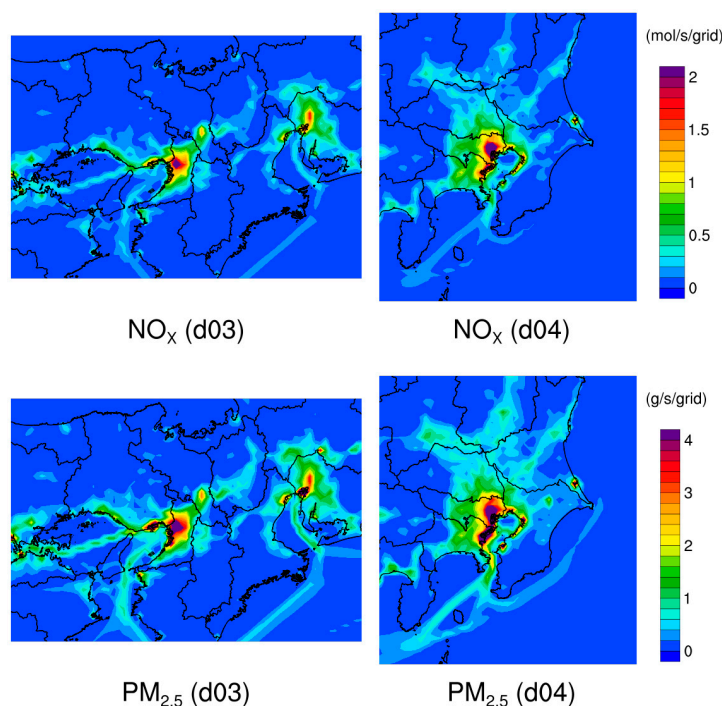 (mol/s/grid)
2
1.5
1
0.5
0
NOX (d03)
NOX (d04)
(g/s/grid)
4
3
2
1
0
PM2.5 (d03)
PM2.5 (d04)